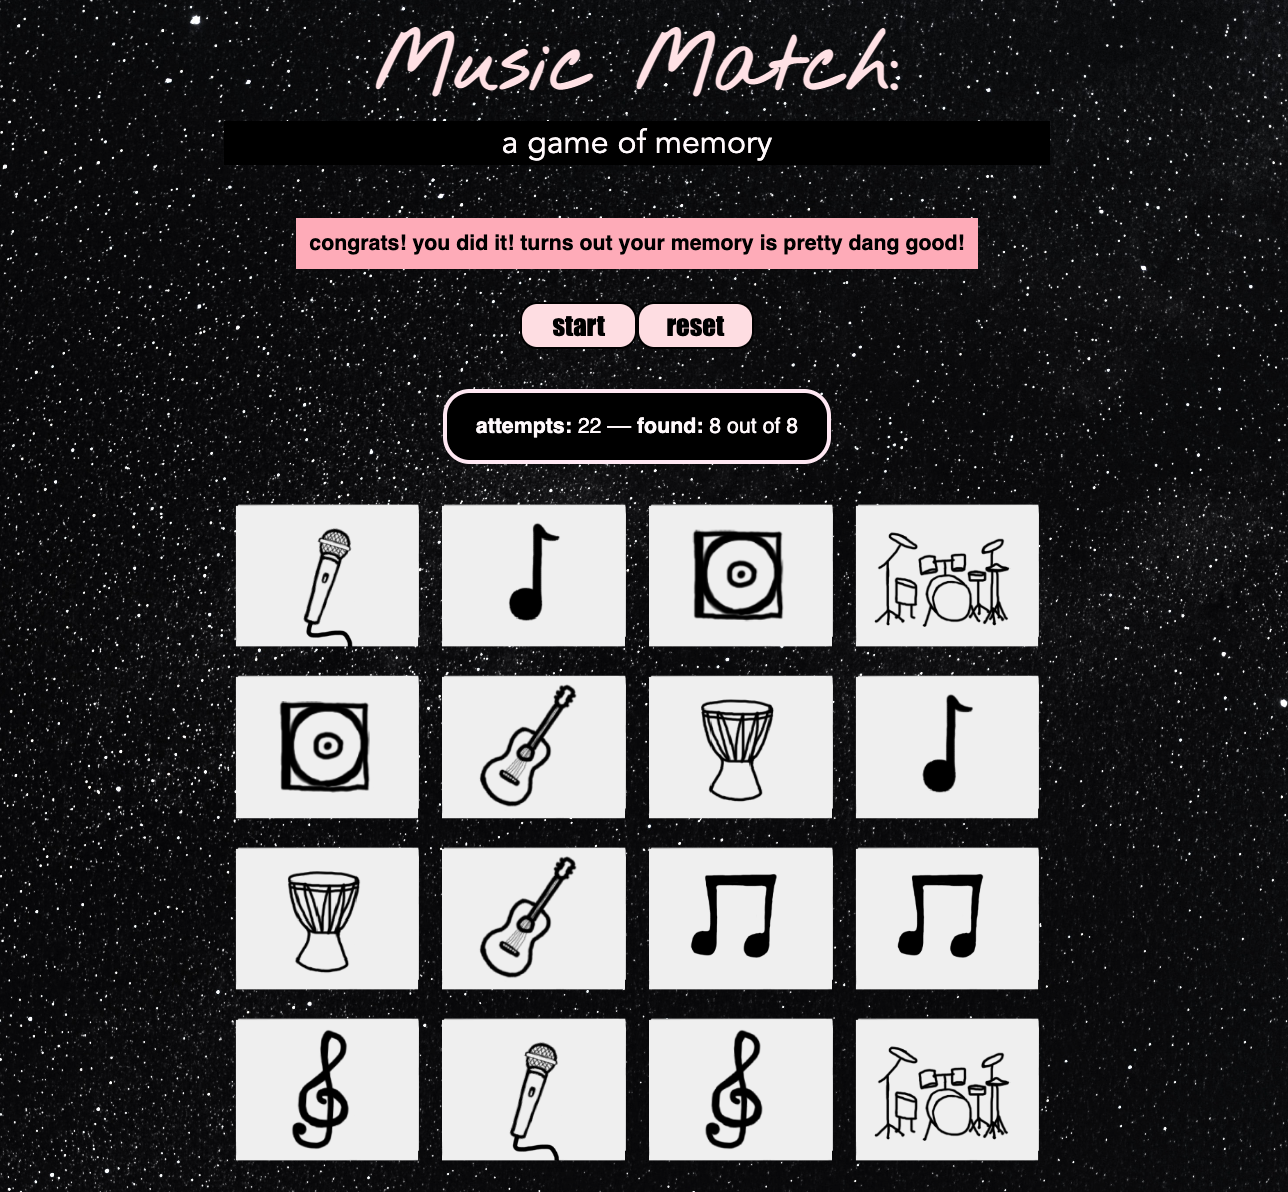 Music Match:
a game of memory
congrats! you did it! turns out your memory is pretty dang good!
start reset
attempts: 22 — found: 8 out of 8